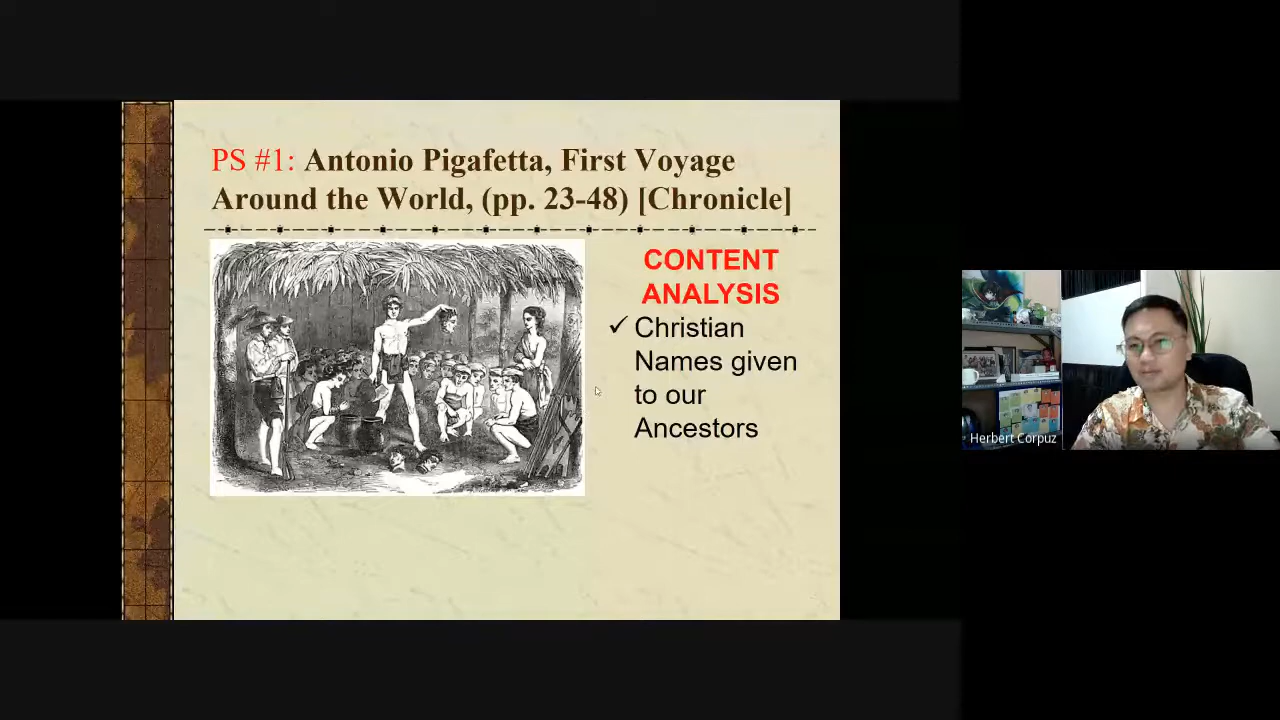 PS #1: Antonio Pigafetta, First Voyage
Around the World, (pp. 23-48) [Chronicle]
CONTENT
ANALYSIS
✓ Christian
Names given
to our
Ancestors
Herbert Corpuz